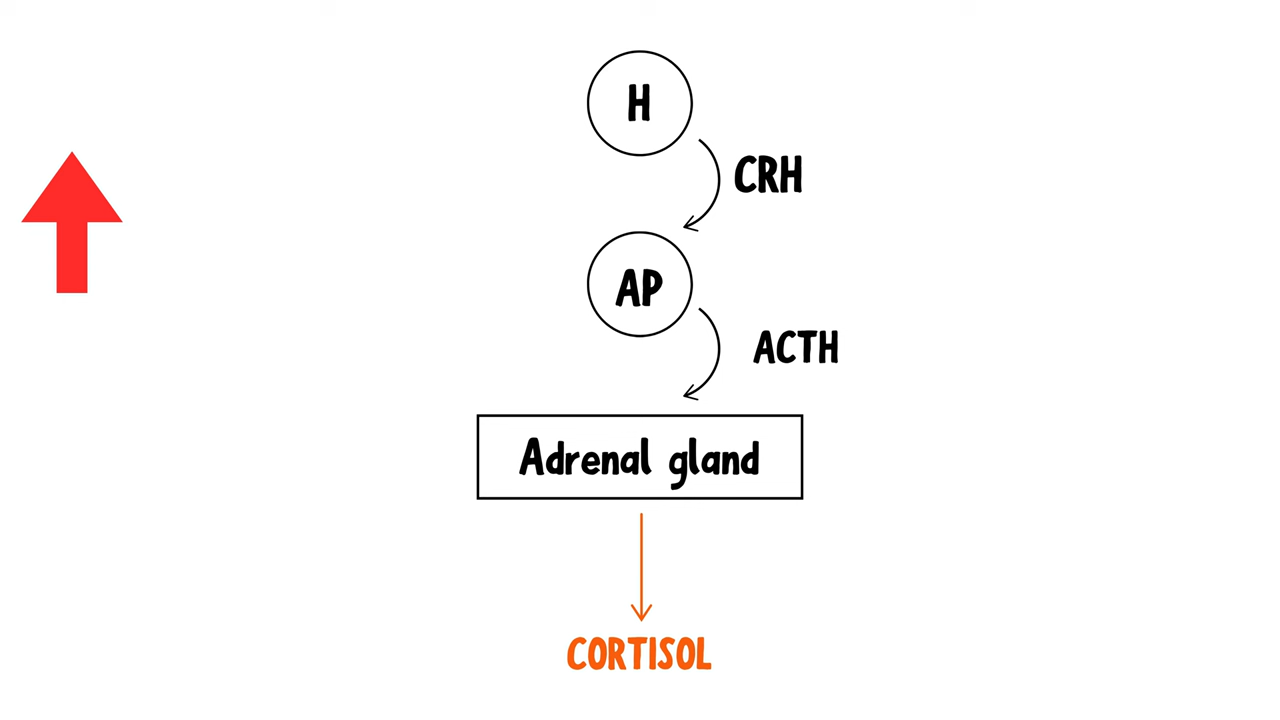 H
CRH
AP
ACTH
Adrenal gland
CORTISOL